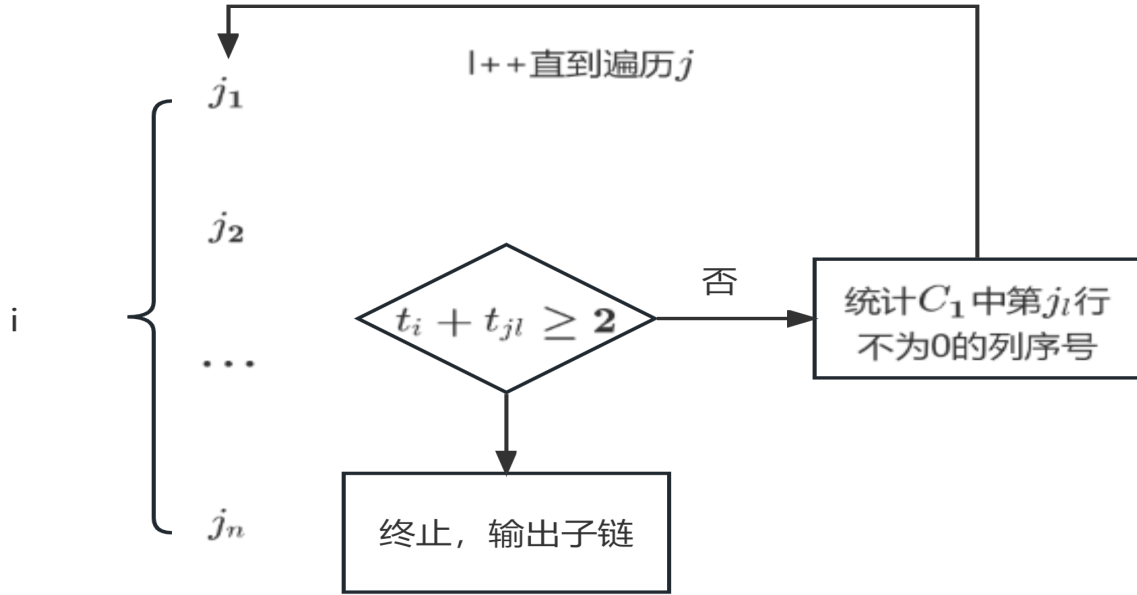 l++直到遍历j
j₁
j₂
i
...
jₙ
tᵢ + tⱼₗ ≥ 2
否
统计C₁中第jₗ行
不为0的列序号
终止，输出子链